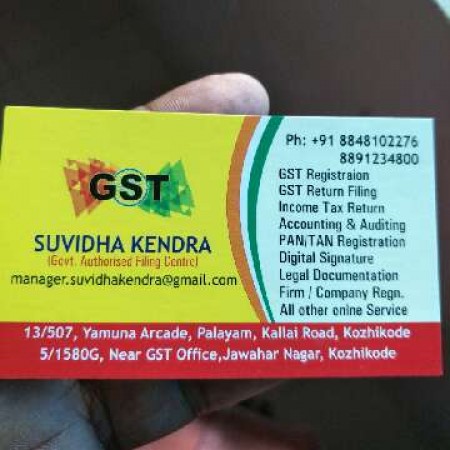 GST
SUVIDHA KENDRA
(Govt. Authorised Filing Centre)
manager.suvidhakendra@gmail.com
Ph: +91 8848102276
8891234800
GST Registraion
GST Return Filing
Income Tax Return
Accounting & Auditing
PAN/TAN Registration
Digital Signature
Legal Documentation
Firm / Company Regn.
All other onine Service
13/507, Yamuna Arcade, Palayam, Kallai Road, Kozhikode
5/1580G, Near GST Office,Jawahar Nagar, Kozhikode